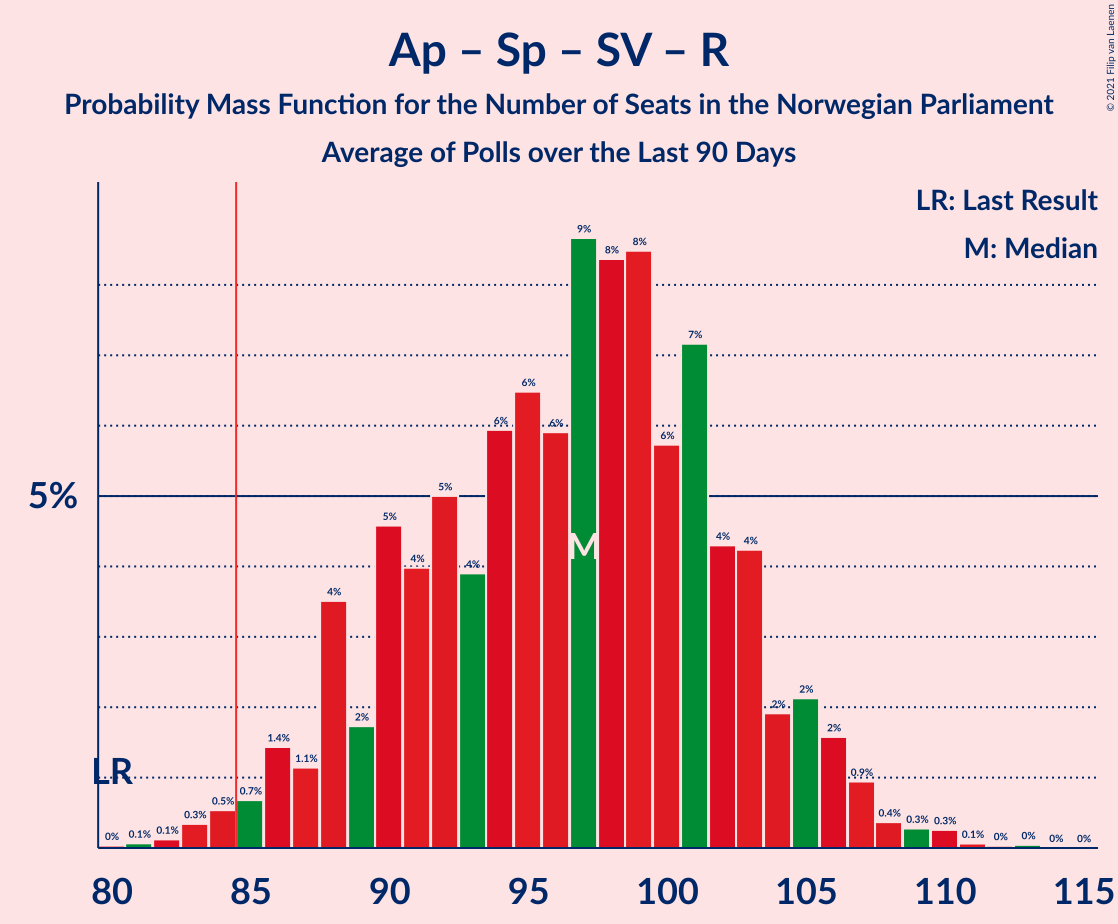 Ap – Sp – SV – R
Probability Mass Function for the Number of Seats in the Norwegian Parliament
Average of Polls over the Last 90 Days
© 2021 Filip van Laenen
LR: Last Result
M: Median
5%
LR
M
0% 0.1% 0.1% 0.3% 0.5% 0.7% 1.4% 1.1% 4% 2% 5% 4% 5% 4% 6% 6% 6% 9% 8% 8% 6% 7% 4% 4% 2% 2% 2% 0.9% 0.4% 0.3% 0.3% 0.1% 0% 0% 0% 0%
80 85 90 95 100 105 110 115